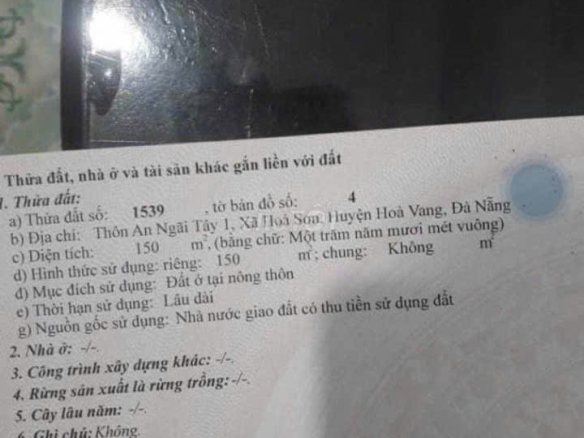 Thửa đất, nhà ở và tài sản khác gắn liền với đất
1. Thửa đất:
a) Thửa đất số: 1539 , tờ bản đồ số: 4
b) Địa chỉ: Thôn An Ngãi Tây 1, Xã Hoà Sơn, Huyện Hoà Vang, Đà Nẵng
c) Diện tích: 150 m², (bằng chữ: Một trăm năm mươi mét vuông)
d) Hình thức sử dụng: riêng: 150 m²; chung: Không m²
đ) Mục đích sử dụng: Đất ở tại nông thôn
e) Thời hạn sử dụng: Lâu dài
g) Nguồn gốc sử dụng: Nhà nước giao đất có thu tiền sử dụng đất
2. Nhà ở: -/-.
3. Công trình xây dựng khác: -/-.
4. Rừng sản xuất là rừng trồng: -/-.
5. Cây lâu năm: -/-.
6. Ghi chú: Không.